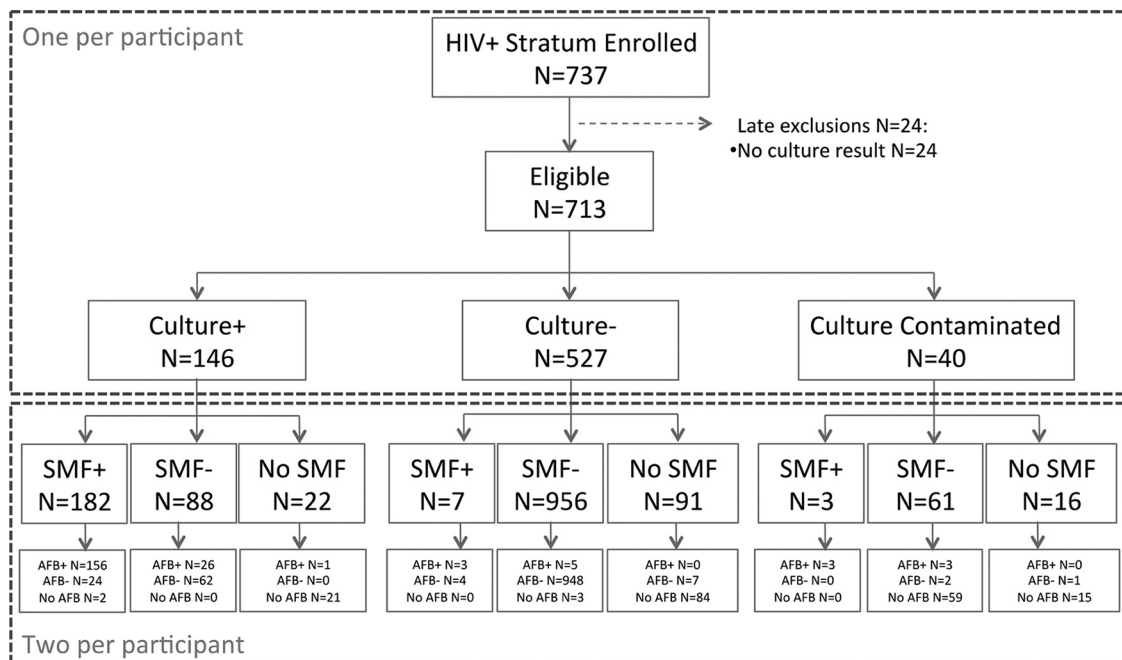 One per participant
HIV+ Stratum Enrolled
N=737
Late exclusions N=24:
•No culture result N=24
Eligible
N=713
Culture+
N=146
Culture-
N=527
Culture Contaminated
N=40
SMF+
N=182
SMF-
N=88
No SMF
N=22
SMF+
N=7
SMF-
N=956
No SMF
N=91
SMF+
N=3
SMF-
N=61
No SMF
N=16
AFB+ N=156
AFB- N=24
No AFB N=2
AFB+ N=26
AFB- N=62
No AFB N=0
AFB+ N=1
AFB- N=0
No AFB N=21
AFB+ N=3
AFB- N=4
No AFB N=0
AFB+ N=5
AFB- N=948
No AFB N=3
AFB+ N=0
AFB- N=7
No AFB N=84
AFB+ N=3
AFB- N=0
No AFB N=0
AFB+ N=3
AFB- N=2
No AFB N=59
AFB+ N=0
AFB- N=1
No AFB N=15
Two per participant